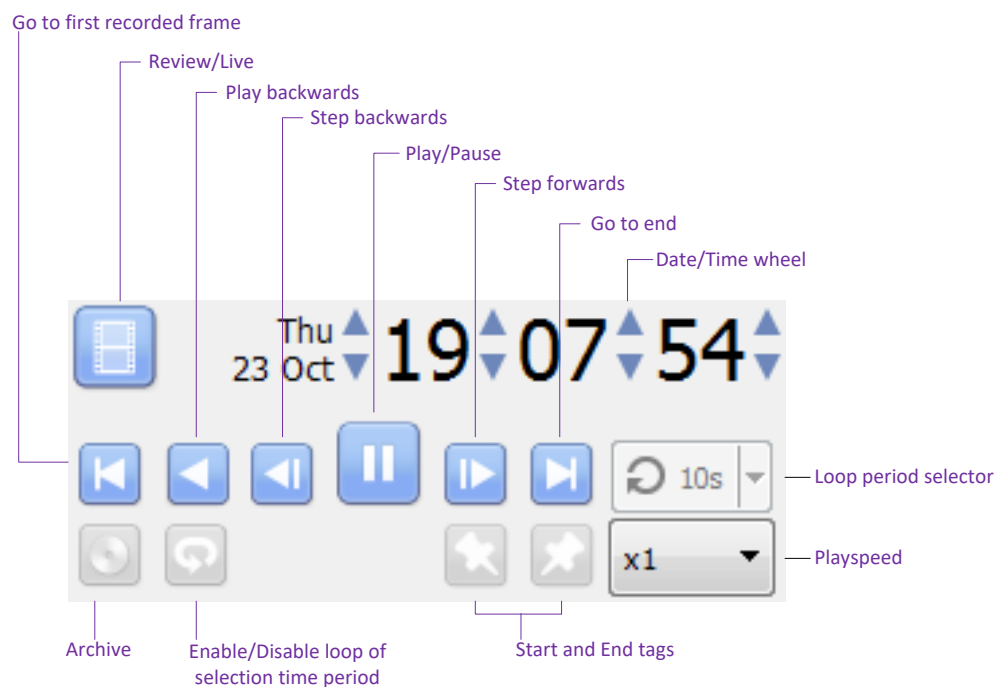 Go to first recorded frame
Review/Live
Play backwards
Step backwards
Play/Pause
Step forwards
Go to end
Date/Time wheel
Thu
23 Oct
19 07 54
10s
Loop period selector
x1
Playspeed
Archive
Enable/Disable loop of
selection time period
Start and End tags